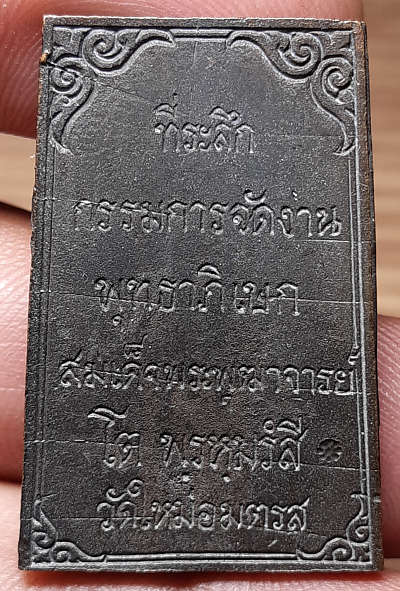 ที่ระลึก
กรรมการจัดงาน
พุทธาภิเษก
สมเด็จพระพุฒาจารย์
โต พฺรหฺมรํสี
วัดใหม่อมตรส